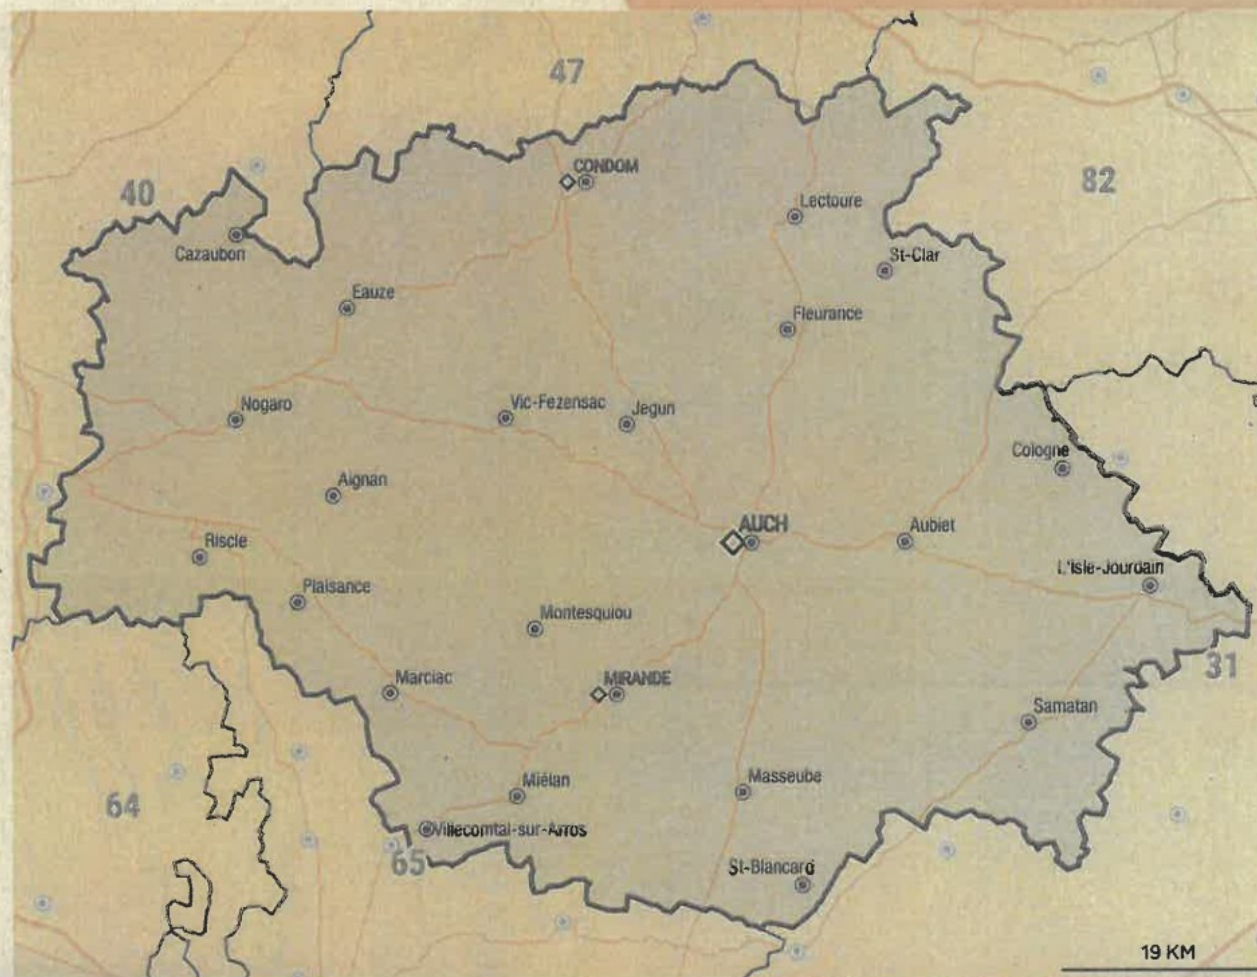 47
CONDOM
40
82
Lectoure
Cazaubon
St-Clar
Eauze
Fleurance
Nogaro
Vic-Fezensac
Jegun
Cologne
Aignan
AUCH
Aubiet
Riscle
L'Isle-Jourdain
Plaisance
Montesquiou
31
Marciac
MIRANDE
Samatan
64
Miélan
Masseube
Villecomtal-sur-Arros
65
St-Blancard
19 KM